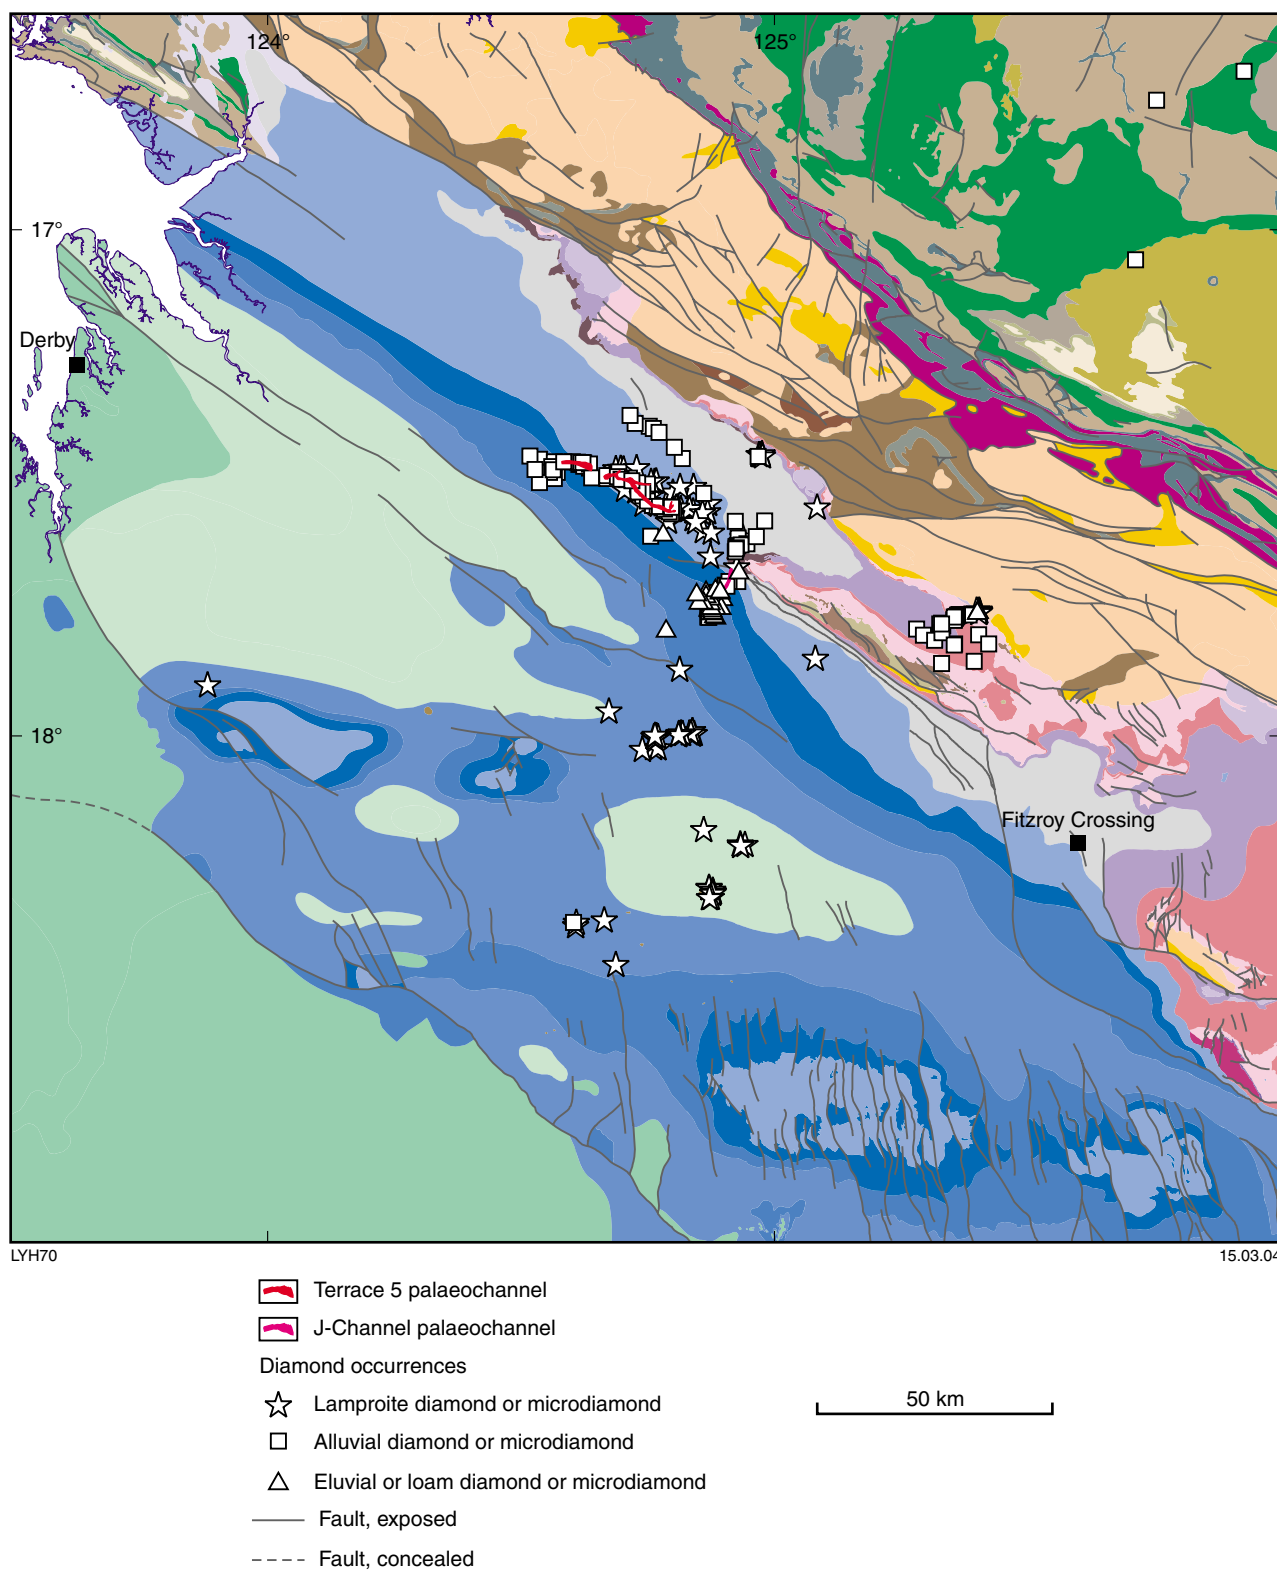 124°
125°
17°
Derby
18°
Fitzroy Crossing
LYH70
15.03.04
Terrace 5 palaeochannel
J-Channel palaeochannel
Diamond occurrences
Lamproite diamond or microdiamond
50 km
Alluvial diamond or microdiamond
Eluvial or loam diamond or microdiamond
Fault, exposed
Fault, concealed